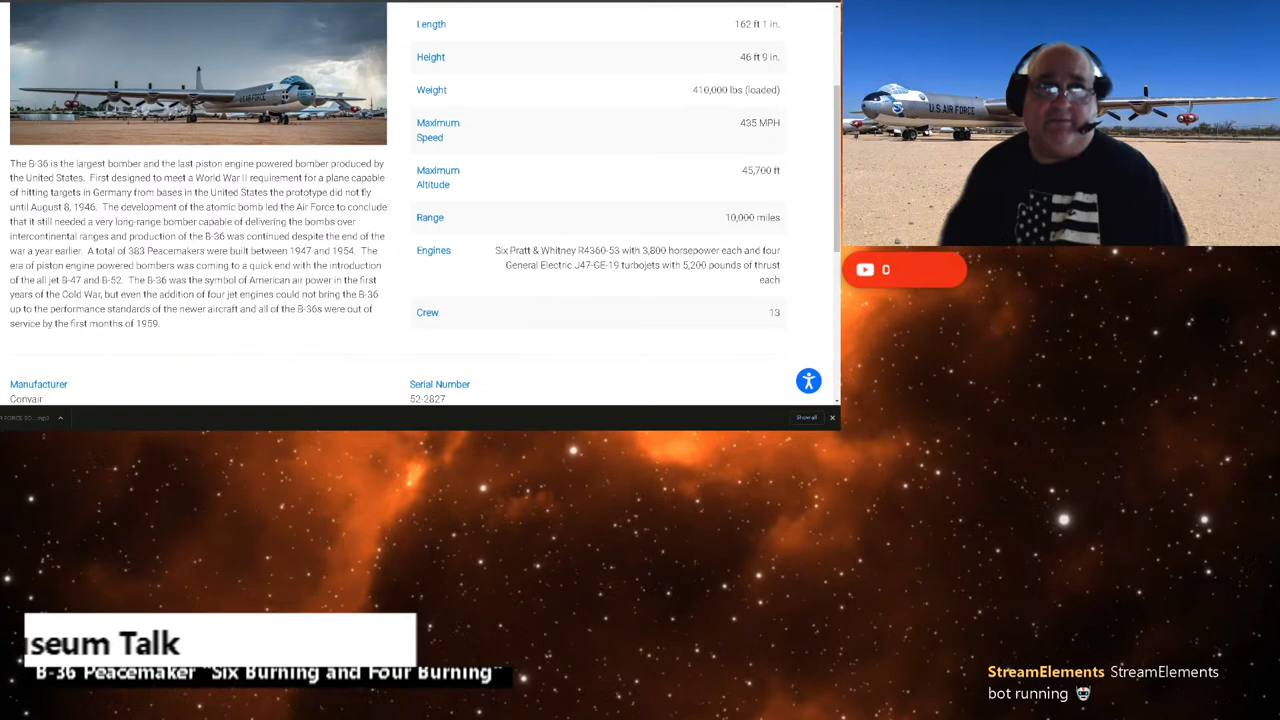 Length 162 ft 1 in.
Height 46 ft 9 in.
Weight 410,000 lbs (loaded)
Maximum Speed 435 MPH
Maximum Altitude 45,700 ft
Range 10,000 miles
Engines Six Pratt & Whitney R4360-53 with 3,800 horsepower each and four
General Electric J47-GE-19 turbojets with 5,200 pounds of thrust
each
Crew 13
U.S. AIR FORCE
The B-36 is the largest bomber and the last piston engine powered bomber produced by
the United States. First designed to meet a World War II requirement for a plane capable
of hitting targets in Germany from bases in the United States the prototype did not fly
until August 8, 1946. The development of the atomic bomb led the Air Force to conclude
that it still needed a very long-range bomber capable of delivering the bombs over
intercontinental ranges and production of the B-36 was continued despite the end of the
war a year earlier. A total of 383 Peacemakers were built between 1947 and 1954. The
era of piston engine powered bombers was coming to a quick end with the introduction
of the all jet B-47 and B-52. The B-36 was the symbol of American air power in the first
years of the Cold War, but even the addition of four jet engines could not bring the B-36
up to the performance standards of the newer aircraft and all of the B-36s were out of
service by the first months of 1959.
Manufacturer
Convair
Serial Number
52-2827
Show all
U.S. AIR FORCE
0
seum Talk
B-36 Peacemaker "Six Burning and Four Burning"
StreamElements StreamElements
bot running